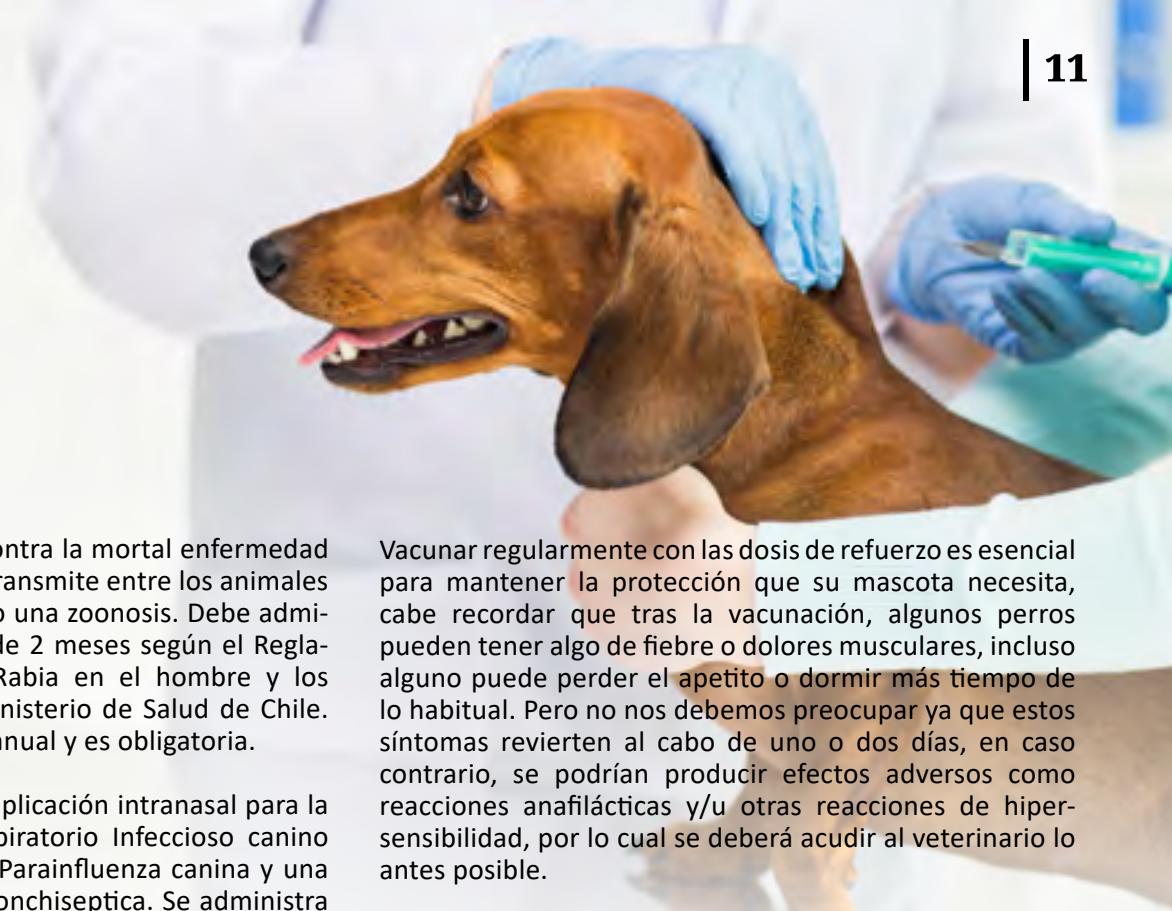 11
ontra la mortal enfermedad
ransmite entre los animales
o una zoonosis. Debe admi-
de 2 meses según el Regla-
Rabia en el hombre y los
nisterio de Salud de Chile.
anual y es obligatoria.
plicación intranasal para la
piratorio Infeccioso canino
Parainfluenza canina y una
onchiseptica. Se administra
Vacunar regularmente con las dosis de refuerzo es esencial
para mantener la protección que su mascota necesita,
cabe recordar que tras la vacunación, algunos perros
pueden tener algo de fiebre o dolores musculares, incluso
alguno puede perder el apetito o dormir más tiempo de
lo habitual. Pero no nos debemos preocupar ya que estos
síntomas revierten al cabo de uno o dos días, en caso
contrario, se podrían producir efectos adversos como
reacciones anafilácticas y/u otras reacciones de hiper-
sensibilidad, por lo cual se deberá acudir al veterinario lo
antes posible.